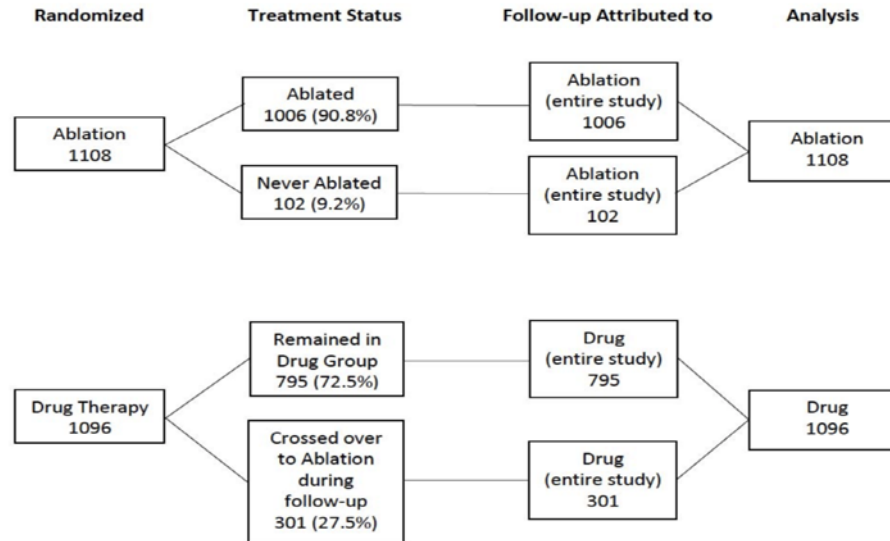 Randomized
Treatment Status
Follow-up Attributed to
Analysis
Ablation
1108
Ablated
1006 (90.8%)
Never Ablated
102 (9.2%)
Ablation
(entire study)
1006
Ablation
(entire study)
102
Ablation
1108
Drug Therapy
1096
Remained in
Drug Group
795 (72.5%)
Crossed over
to Ablation
during
follow-up
301 (27.5%)
Drug
(entire study)
795
Drug
(entire study)
301
Drug
1096